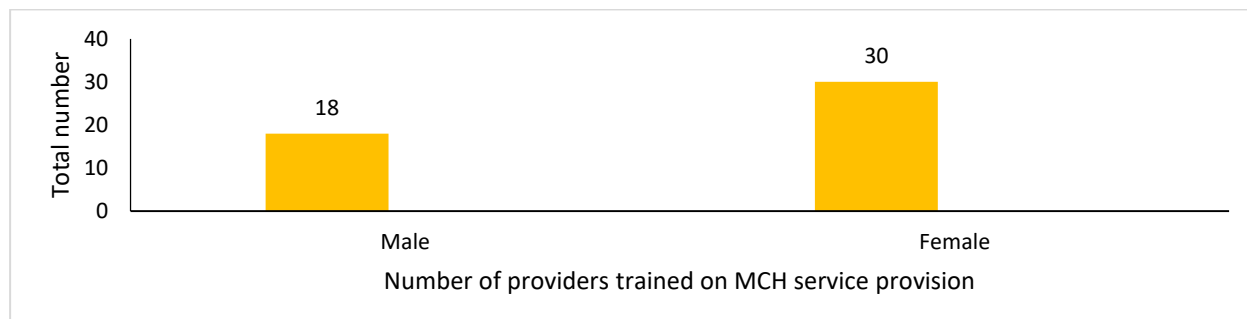 Total number
40
30
20
10
0
18
30
Male
Female
Number of providers trained on MCH service provision